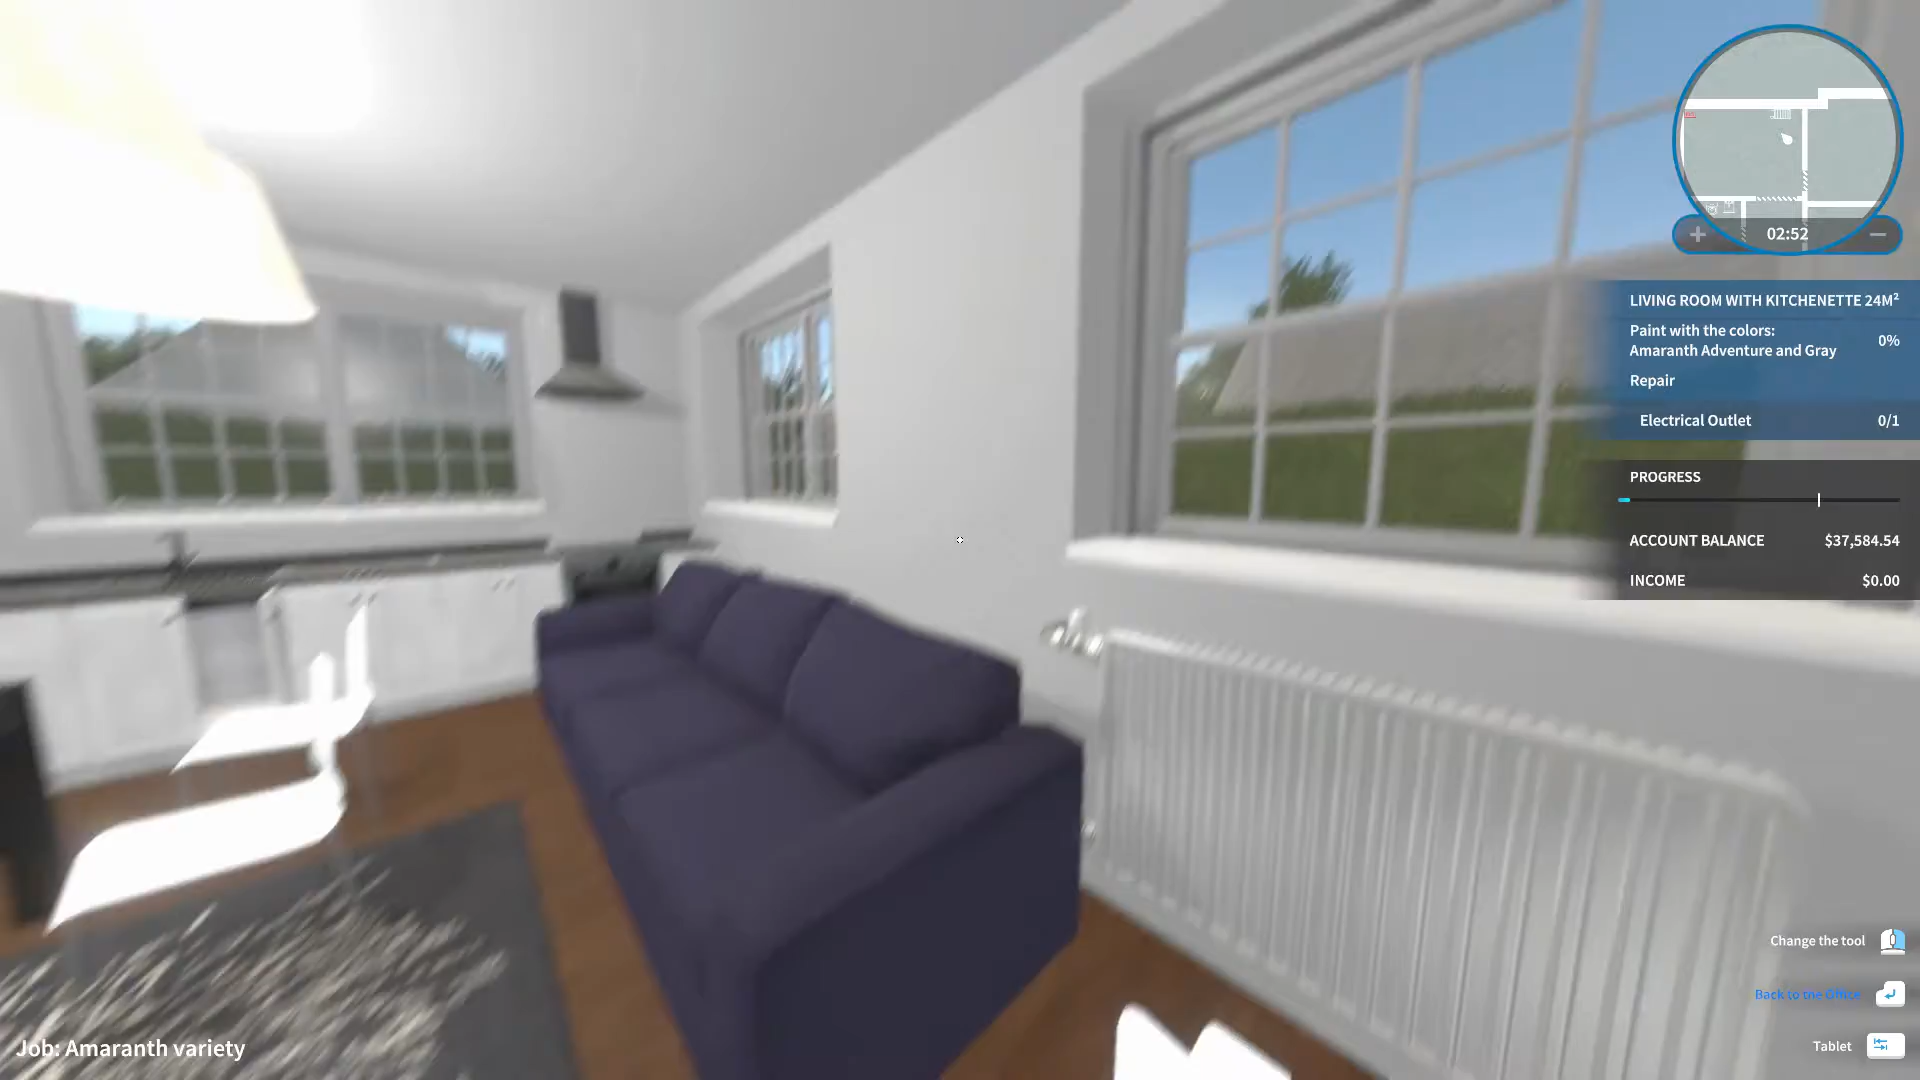 02:52
LIVING ROOM WITH KITCHENETTE 24M²
Paint with the colors:
Amaranth Adventure and Gray 0%
Repair
Electrical Outlet 0/1
PROGRESS
ACCOUNT BALANCE $37,584.54
INCOME $0.00
Change the tool
Back to the Office
Tablet
Job: Amaranth variety